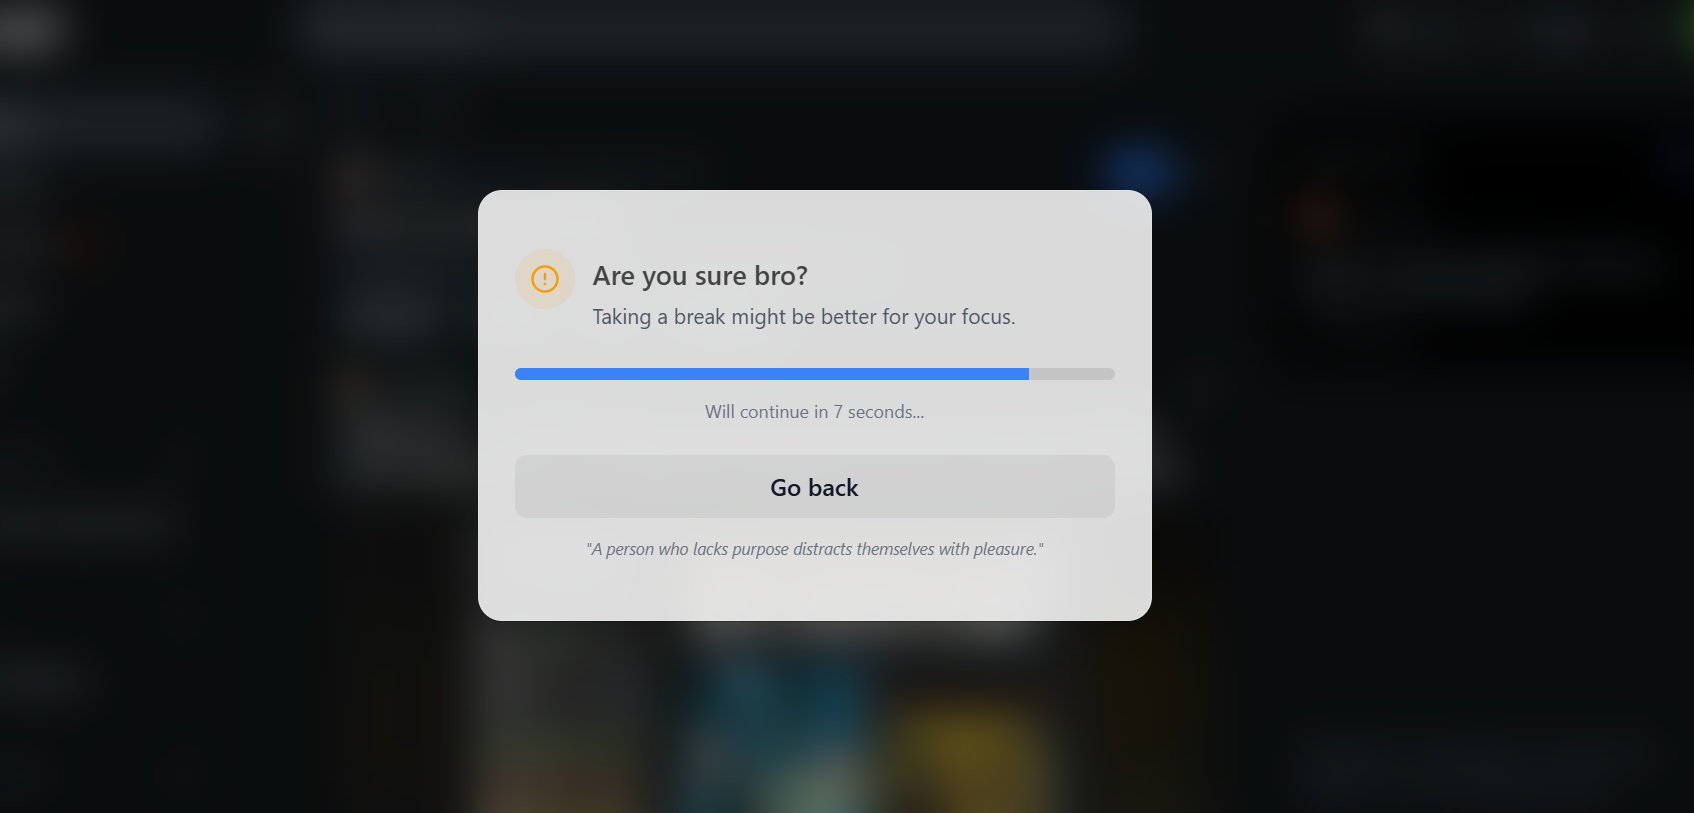 Are you sure bro?
Taking a break might be better for your focus.
Will continue in 7 seconds...
Go back
"A person who lacks purpose distracts themselves with pleasure."